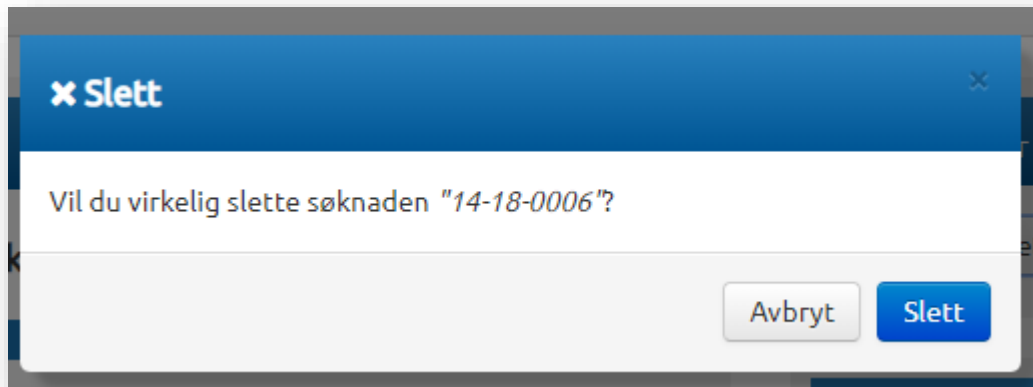 ✖ Slett
×
Vil du virkelig slette søknaden "14-18-0006"?
Avbryt
Slett